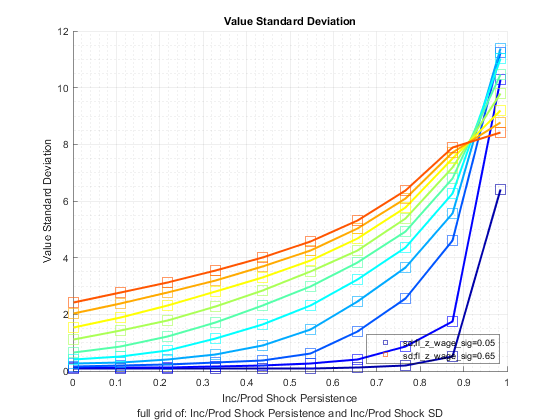 Value Standard Deviation
Value Standard Deviation
12
10
8
6
4
2
0
sd:fl_z_wage_sig=0.05
sd:fl_z_wage_sig=0.65
0 0.1 0.2 0.3 0.4 0.5 0.6 0.7 0.8 0.9 1
Inc/Prod Shock Persistence
full grid of: Inc/Prod Shock Persistence and Inc/Prod Shock SD